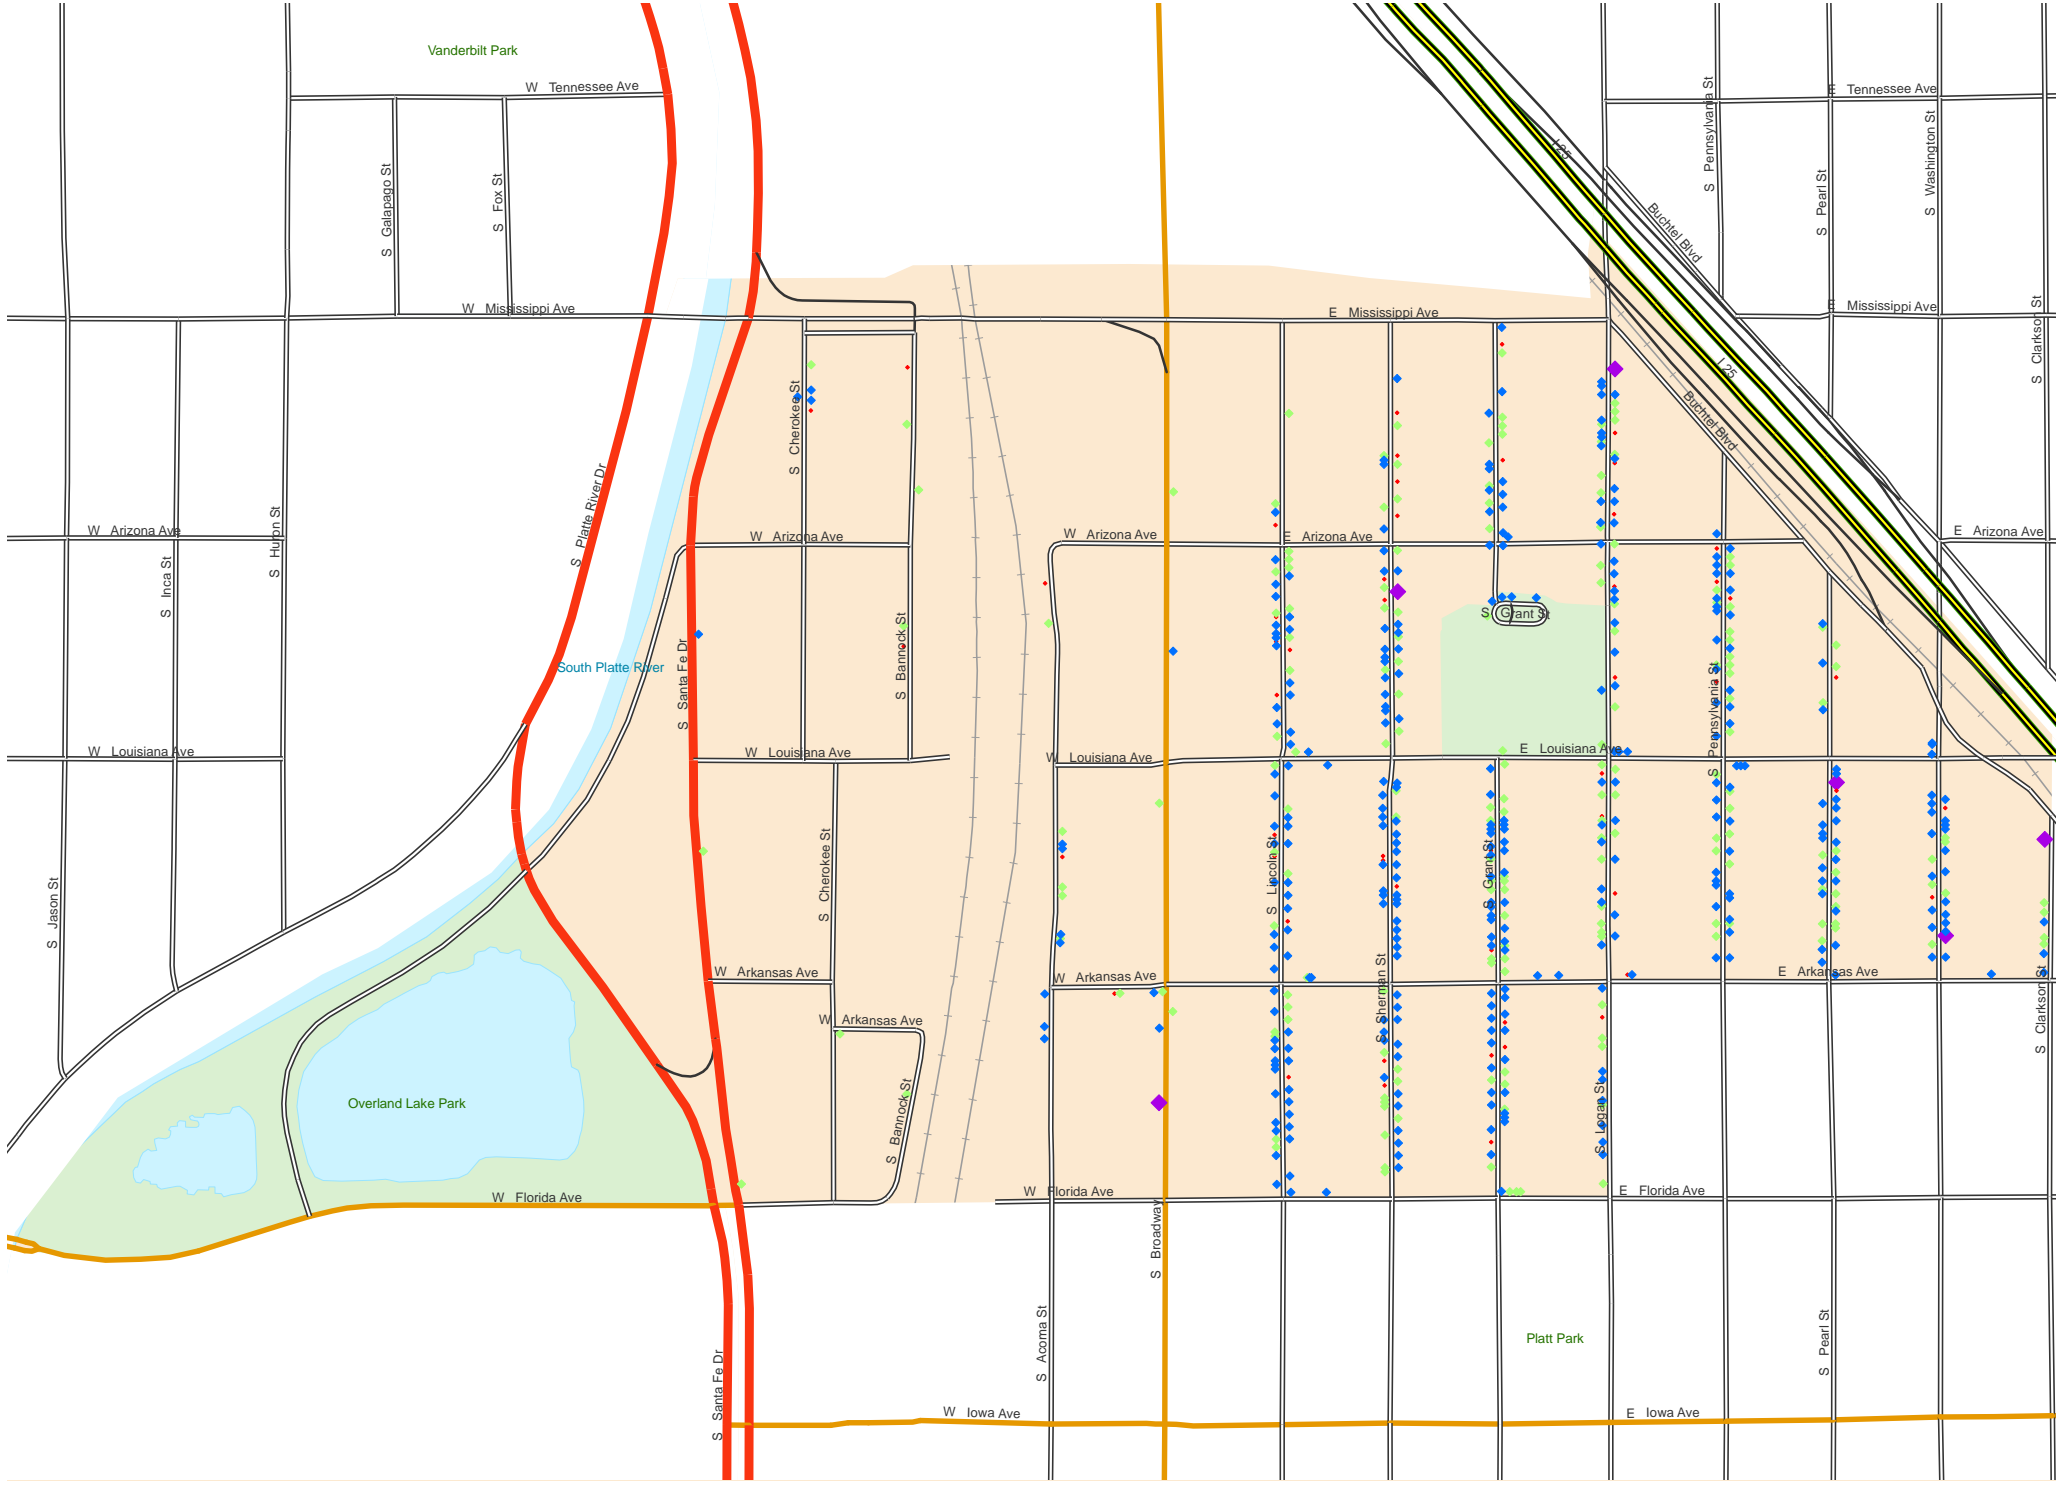 Vanderbilt Park
W Tennessee Ave
E Tennessee Ave
S Pennsylvania St
S Washington St
S Galapago St
S Fox St
S Pearl St
I 25
Buchtel Blvd
W Mississippi Ave
E Mississippi Ave
E Mississippi Ave
S Clarkson St
I 25
Buchtel Blvd
S Cherokee St
S Platte River Dr
S Huron St
W Arizona Ave
W Arizona Ave
W Arizona Ave
E Arizona Ave
E Arizona Ave
S Inca St
S Grant St
S Bannock St
S Santa Fe Dr
South Platte River
S Pennsylvania St
W Louisiana Ave
W Louisiana Ave
W Louisiana Ave
E Louisiana Ave
S Jason St
S Cherokee St
S Lincoln St
S Grant St
W Arkansas Ave
W Arkansas Ave
E Arkansas Ave
S Sherman St
S Clarkson St
W Arkansas Ave
Overland Lake Park
S Bannock St
S Logan St
W Florida Ave
W Florida Ave
E Florida Ave
S Broadway
S Acoma St
Platt Park
S Pearl St
S Santa Fe Dr
W Iowa Ave
E Iowa Ave